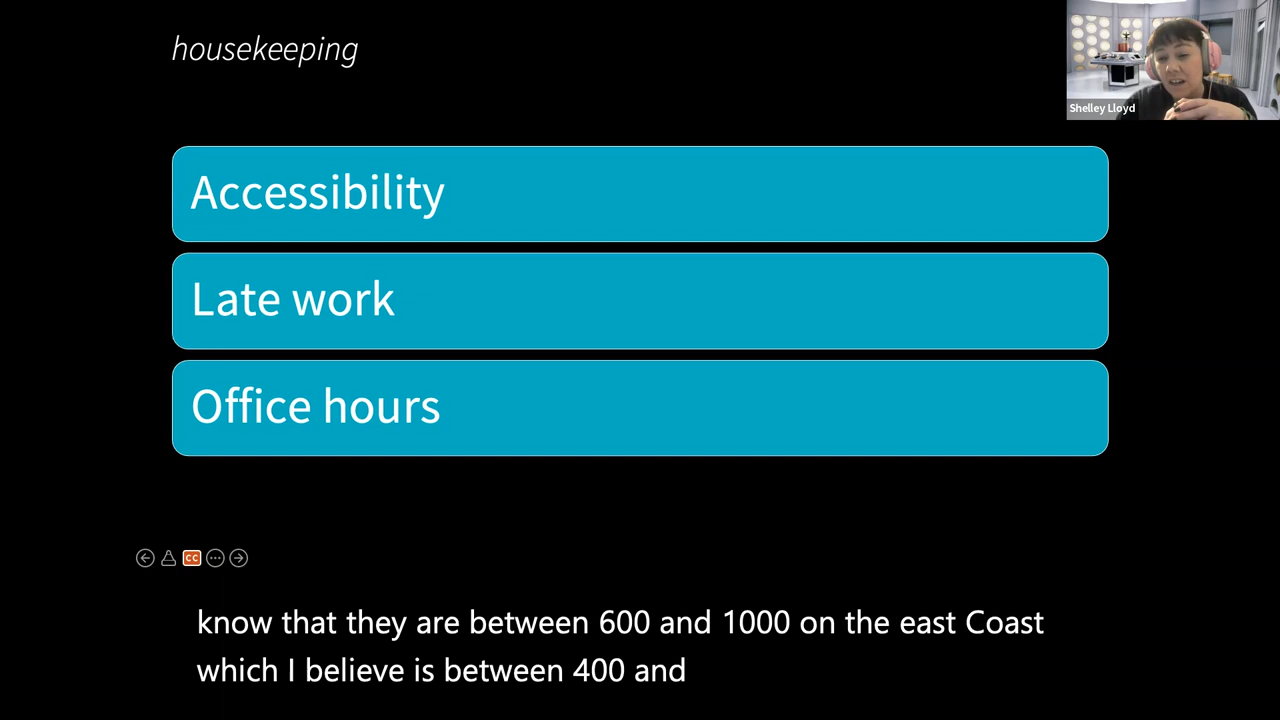 housekeeping
Shelley Lloyd
Accessibility
Late work
Office hours
CC
know that they are between 600 and 1000 on the east Coast
which I believe is between 400 and